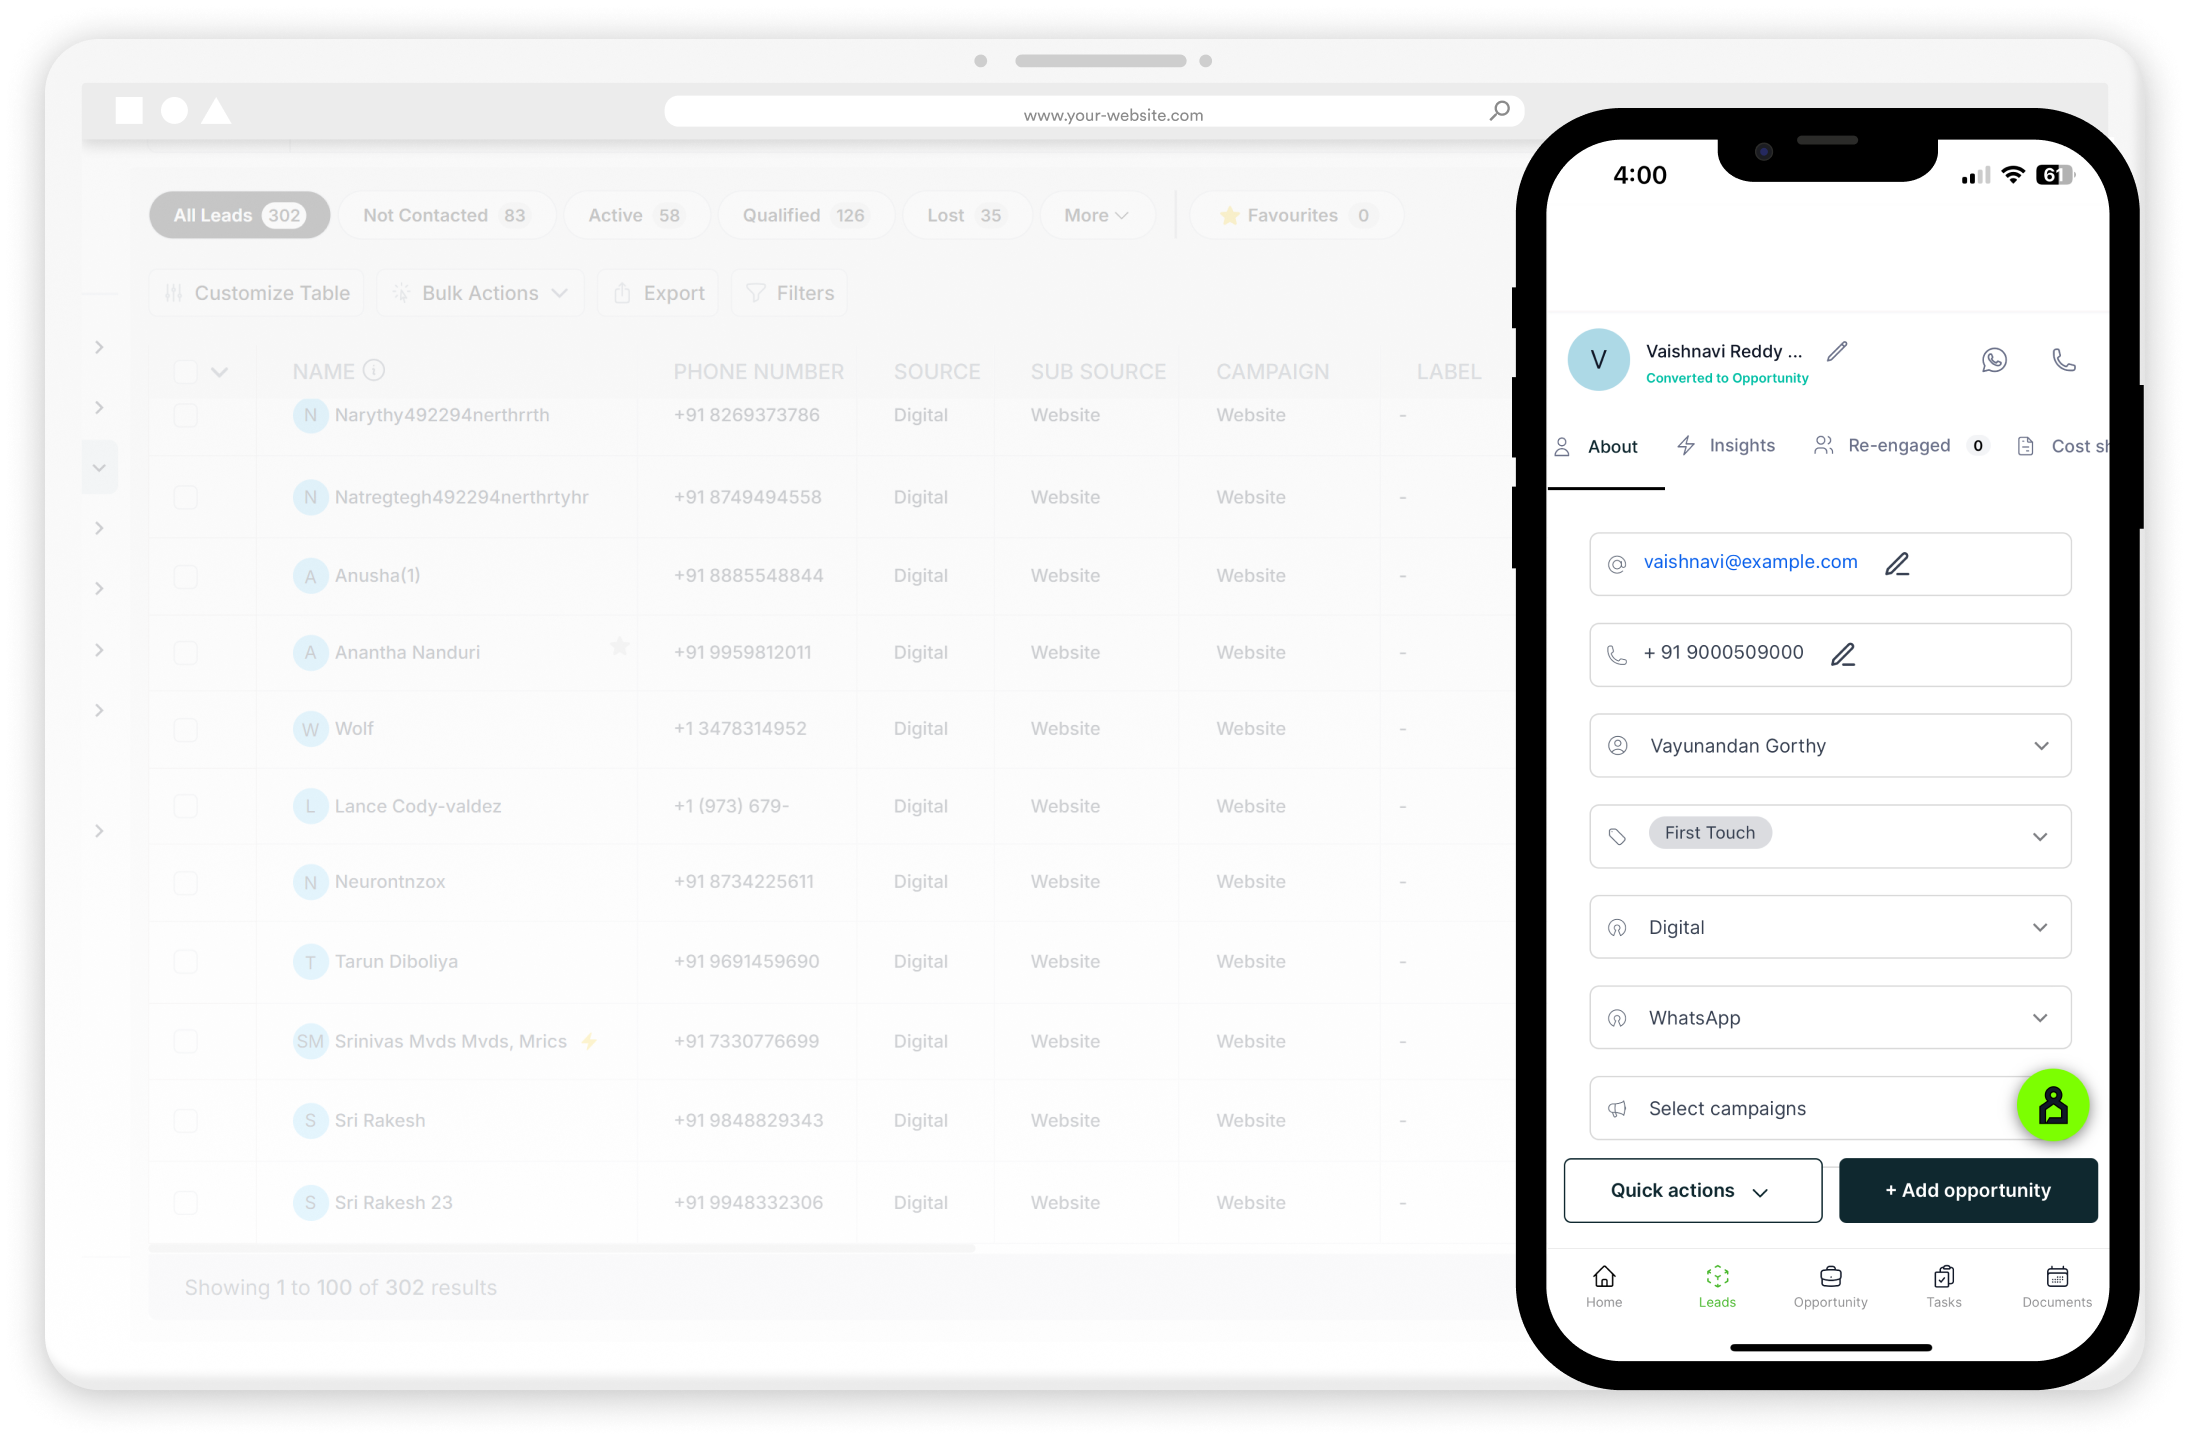 www.your-website.com
All Leads 302 Not Contacted 83 Active 58 Qualified 126 Lost 35 More Favourites 0
Customize Table Bulk Actions Export Filters
NAME PHONE NUMBER SOURCE SUB SOURCE CAMPAIGN LABEL
N Narythy492294nerthrrth +91 8269373786 Digital Website Website -
N Natregtegh492294nerthrtyhr +91 8749494558 Digital Website Website -
A Anusha(1) +91 8885548844 Digital Website Website -
A Anantha Nanduri +91 9959812011 Digital Website Website -
W Wolf +1 3478314952 Digital Website Website -
L Lance Cody-valdez +1 (973) 679- Digital Website Website -
N Neurontnzox +91 8734225611 Digital Website Website -
T Tarun Diboliya +91 9691459690 Digital Website Website -
SM Srinivas Mvds Mvds, Mrics +91 7330776699 Digital Website Website -
S Sri Rakesh +91 9848829343 Digital Website Website -
S Sri Rakesh 23 +91 9948332306 Digital Website Website -
Showing 1 to 100 of 302 results
4:00 61
V Vaishnavi Reddy ...
Converted to Opportunity
About Insights Re-engaged 0 Cost sh
vaishnavi@example.com
+ 91 9000509000
Vayunandan Gorthy
First Touch
Digital
WhatsApp
Select campaigns
Quick actions + Add opportunity
Home Leads Opportunity Tasks Documents